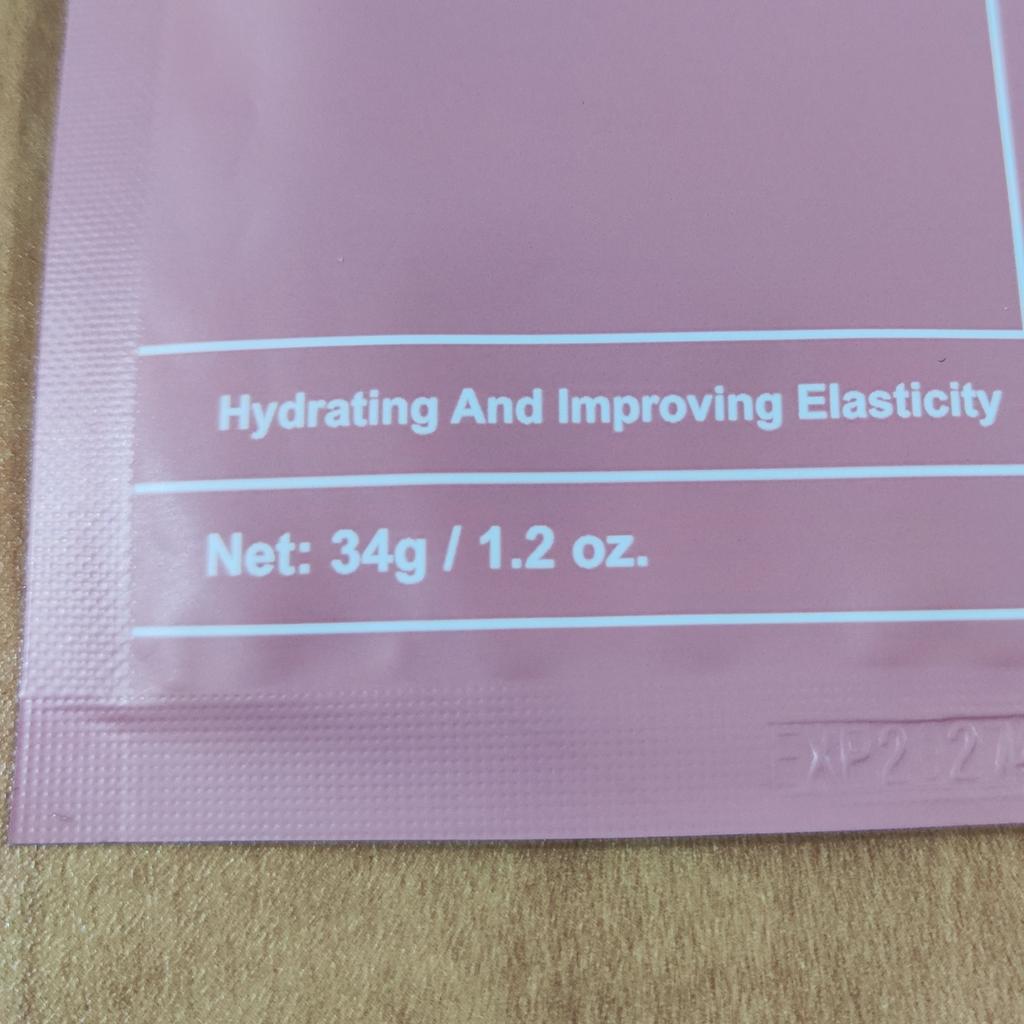 Hydrating And Improving Elasticity
Net: 34g / 1.2 oz.